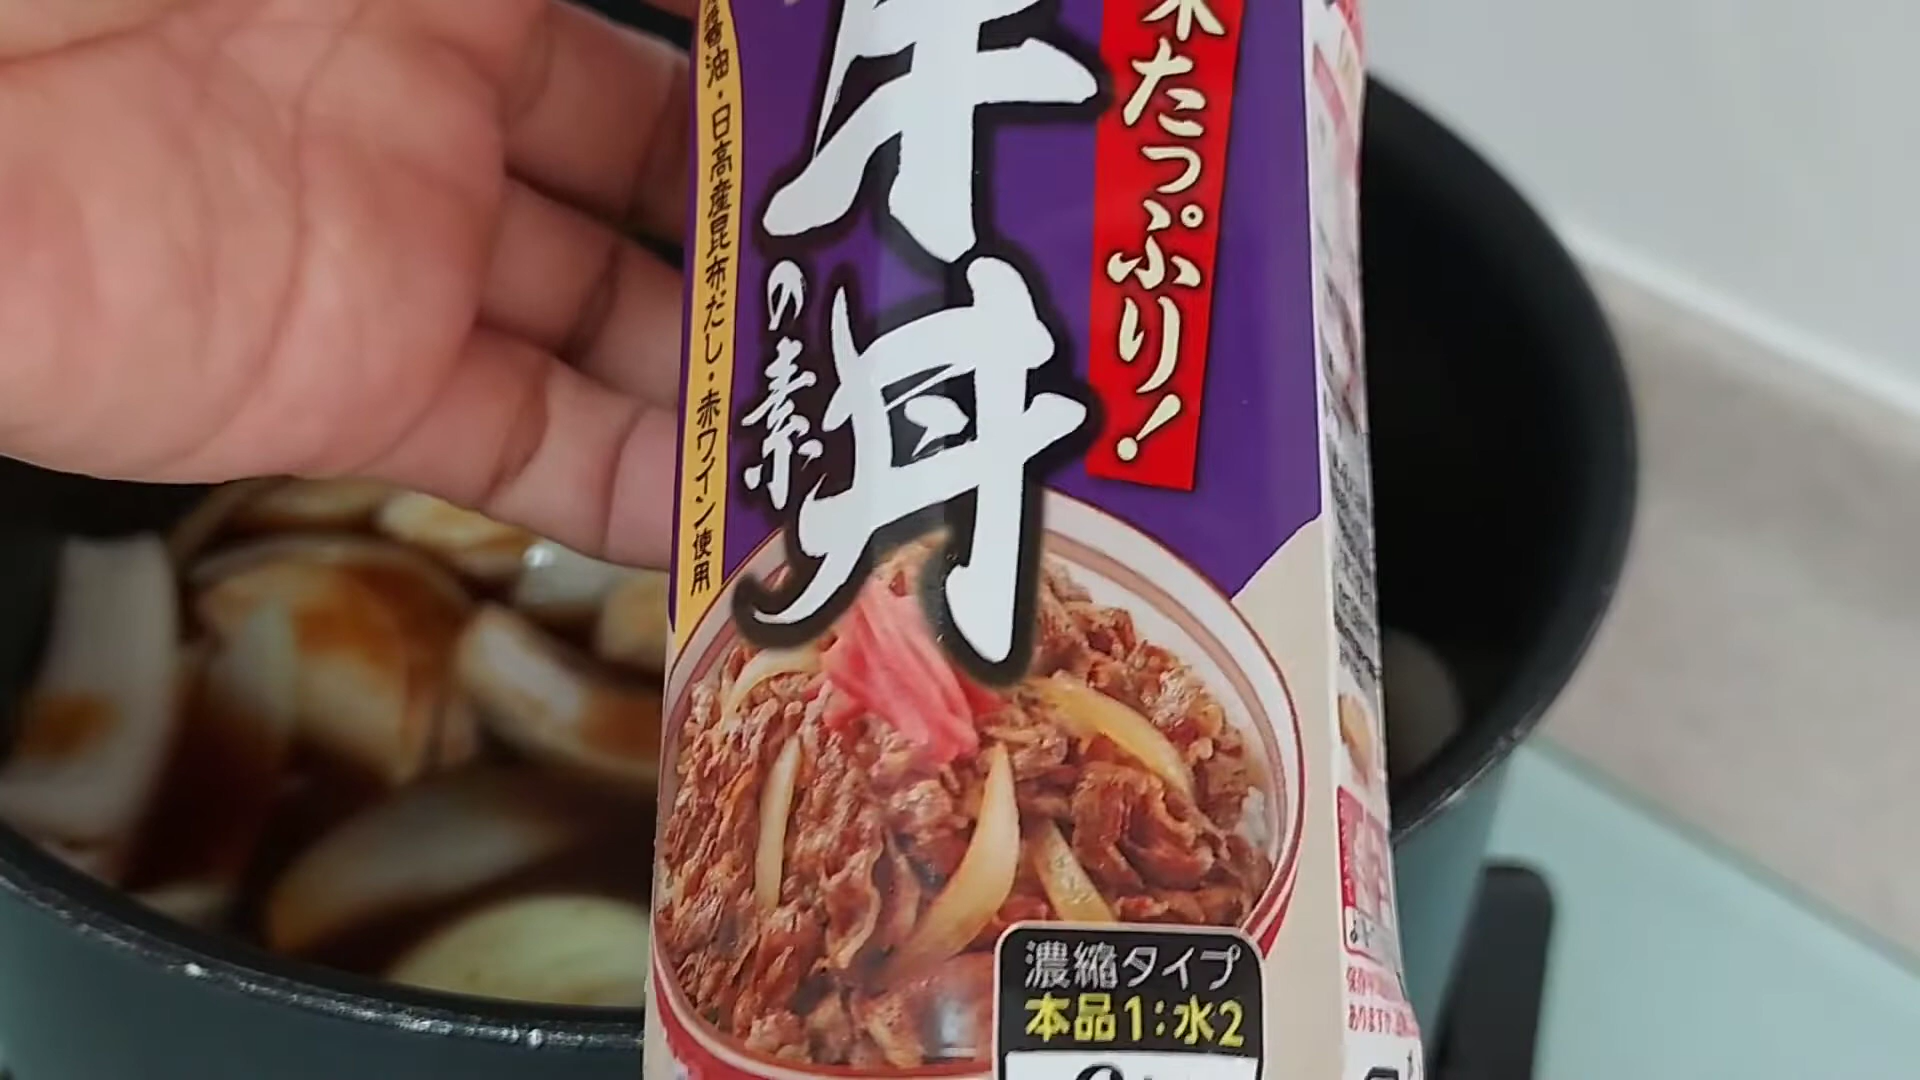 醤油・日高産昆布だし・赤ワイン使用
牛丼
の素
たっぷり!
濃縮タイプ
本品1:水2